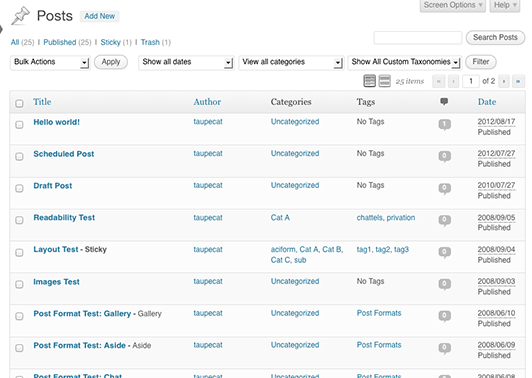 Screen Options Help
Posts Add New
All (25) | Published (25) | Sticky (1) | Trash (1)
Search Posts
Bulk Actions Apply Show all dates View all categories Show All Custom Taxonomies Filter
25 items « ‹ 1 of 2 › »
Title Author Categories Tags Date
Hello world! taupecat Uncategorized No Tags 1 2012/08/17
Published
Scheduled Post taupecat Uncategorized No Tags 0 2012/07/27
Published
Draft Post taupecat Uncategorized No Tags 0 2010/07/27
Published
Readability Test taupecat Cat A chattels, privation 0 2008/09/05
Published
Layout Test - Sticky taupecat aciform, Cat A, Cat B, tag1, tag2, tag3 0 2008/09/04
Cat C, sub Published
Images Test taupecat Uncategorized No Tags 0 2008/09/03
Published
Post Format Test: Gallery - Gallery taupecat Uncategorized Post Formats 0 2008/06/10
Published
Post Format Test: Aside - Aside taupecat Uncategorized Post Formats 0 2008/06/09
Published
Post Format Test: Chat taupecat Uncategorized Post Formats 2008/06/08